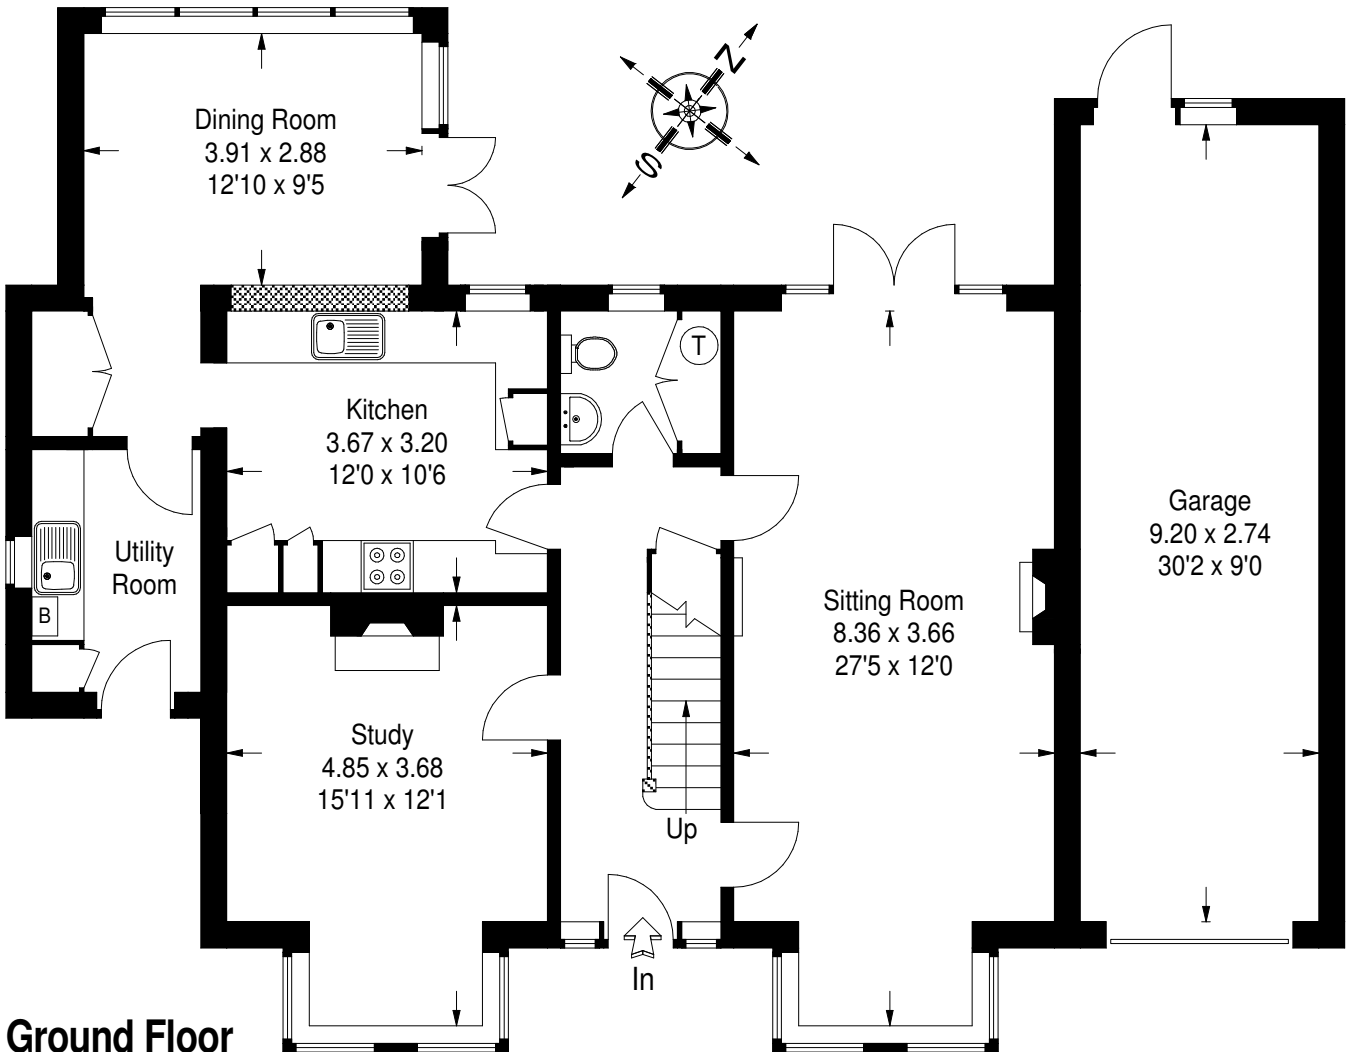 N
S
Dining Room
3.91 x 2.88
12'10 x 9'5
T
Kitchen
3.67 x 3.20
12'0 x 10'6
Utility
Room
B
Garage
9.20 x 2.74
30'2 x 9'0
Sitting Room
8.36 x 3.66
27'5 x 12'0
Study
4.85 x 3.68
15'11 x 12'1
Up
In
Ground Floor